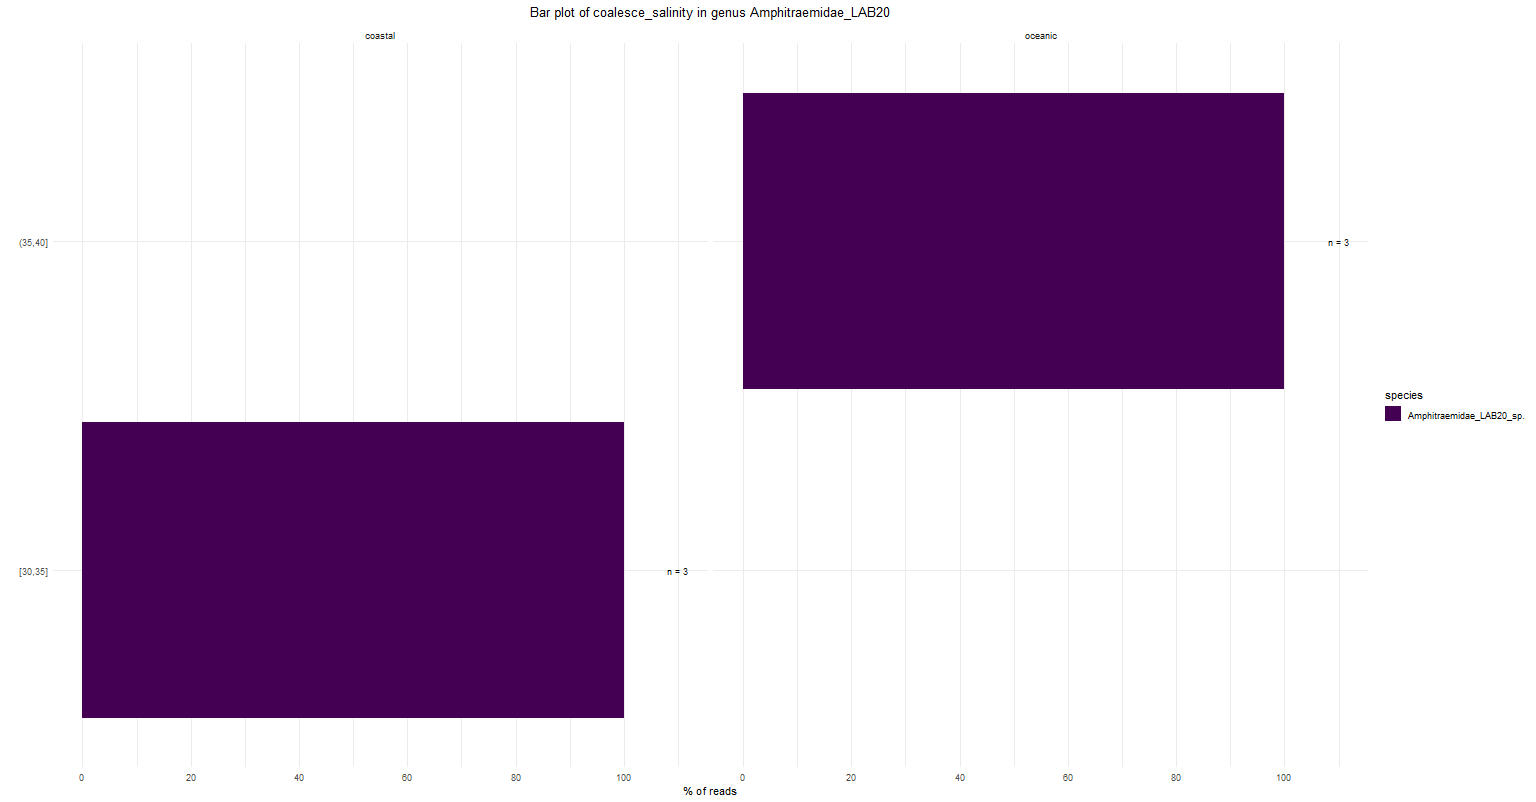 Bar plot of coalesce_salinity in genus Amphitraemidae_LAB20
coastal
oceanic
(35,40]
n = 3
[30,35]
n = 3
species
Amphitraemidae_LAB20_sp.
0 20 40 60 80 100
0 20 40 60 80 100
% of reads